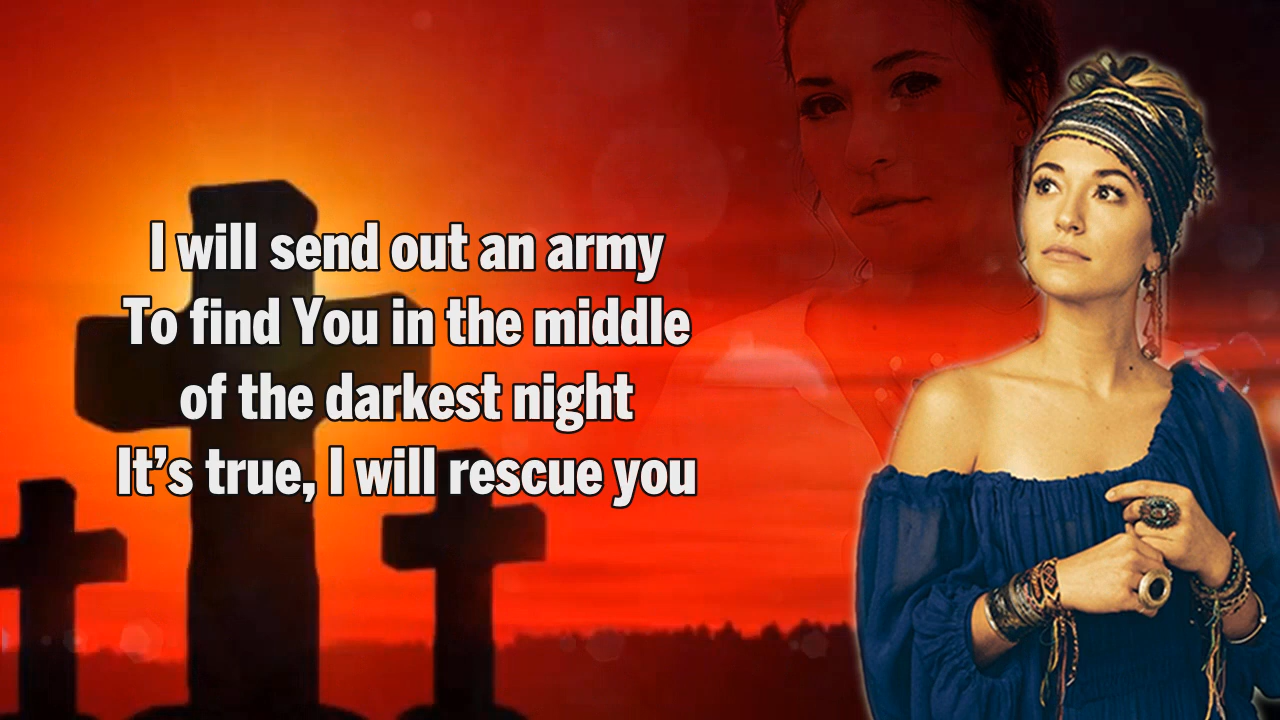 I will send out an army
To find You in the middle
of the darkest night
It’s true, I will rescue you